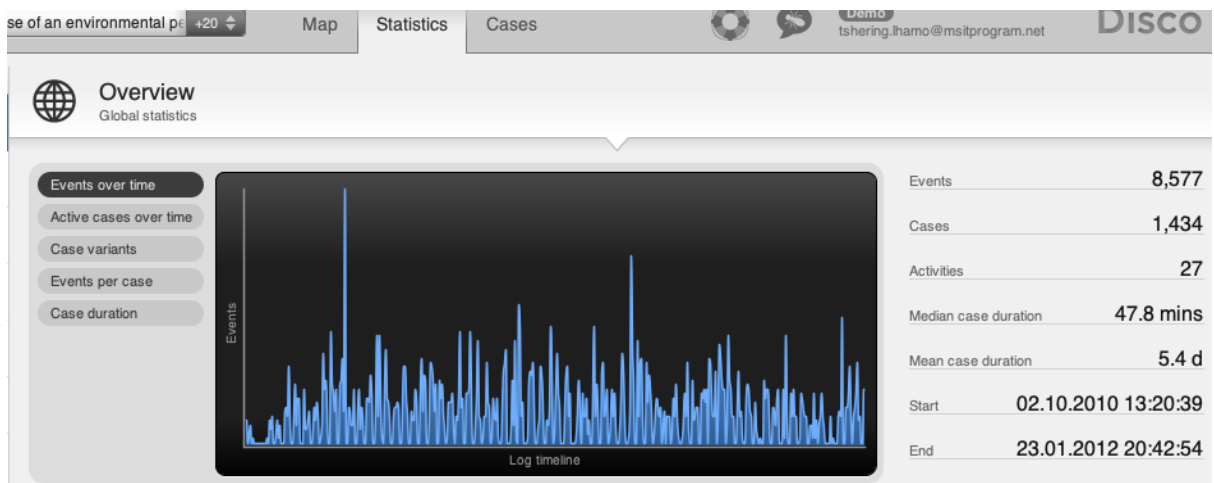 se of an environmental pe +20 Map Statistics Cases Demo DISCO
tshering.lhamo@msitprogram.net
Overview
Global statistics
Events over time
Active cases over time
Case variants
Events per case
Case duration
Events
Log timeline
Events 8,577
Cases 1,434
Activities 27
Median case duration 47.8 mins
Mean case duration 5.4 d
Start 02.10.2010 13:20:39
End 23.01.2012 20:42:54